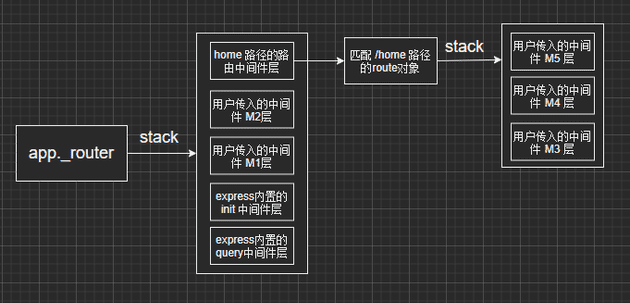 app._router
stack
home 路径的路
由中间件层
用户传入的中间
件 M2层
用户传入的中间
件 M1层
express内置的
init 中间件层
express内置的
query中间件层
匹配 /home 路径
的route对象
stack
用户传入的中间
件 M5 层
用户传入的中间
件 M4 层
用户传入的中间
件 M3 层